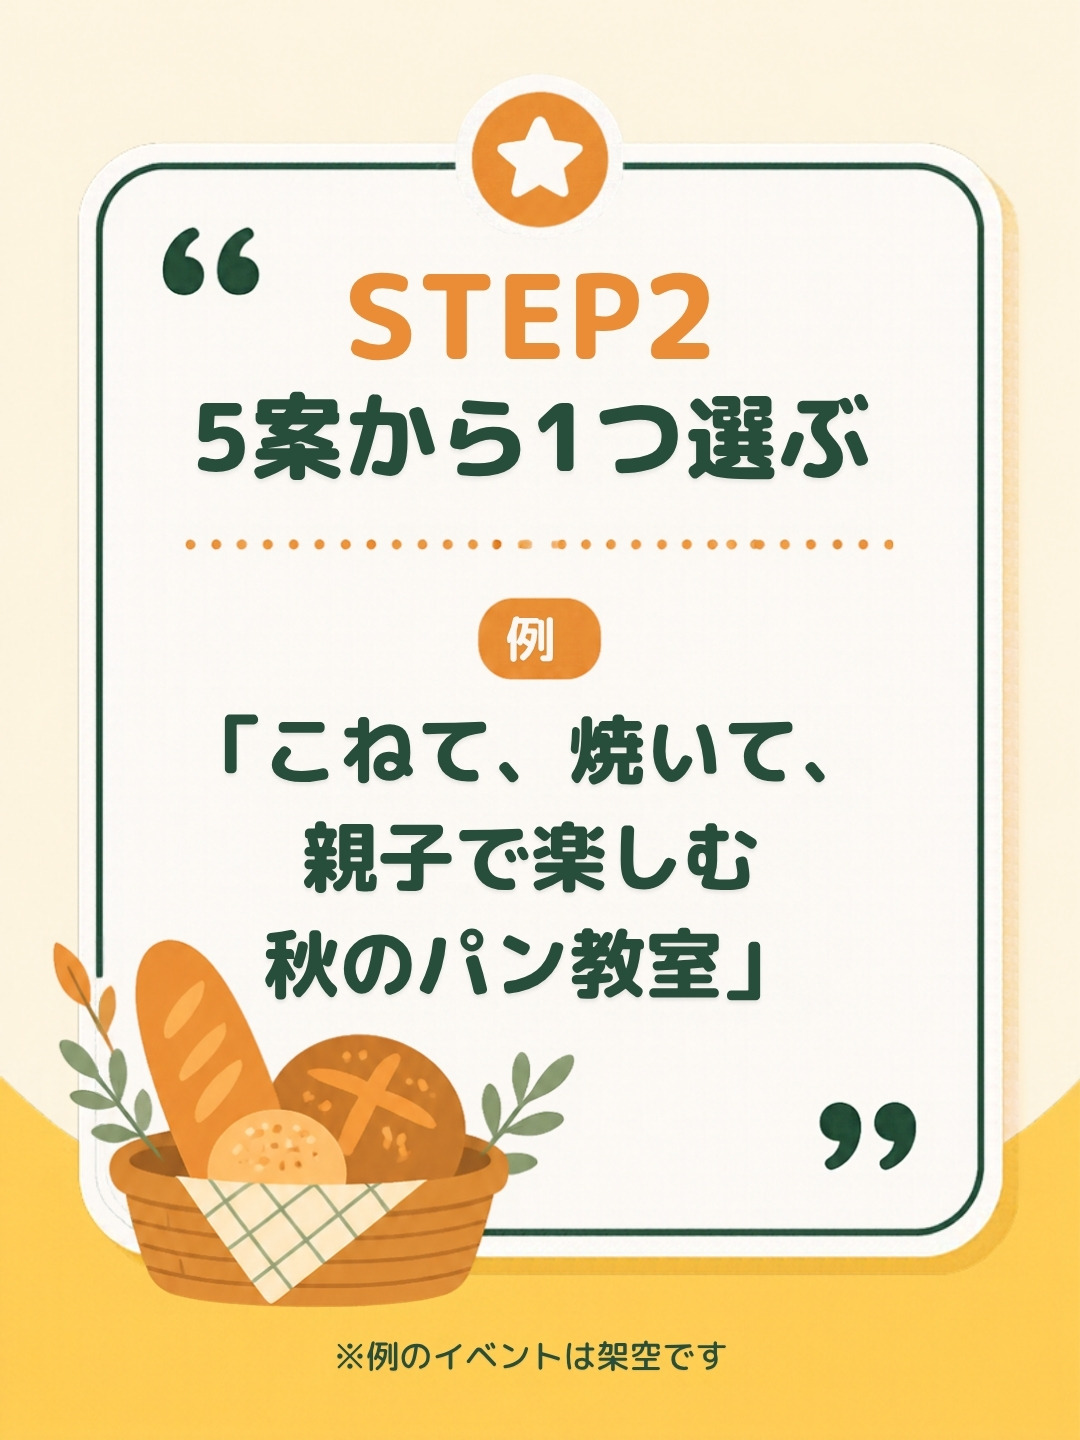 STEP2
5案から1つ選ぶ
例
「こねて、焼いて、
親子で楽しむ
秋のパン教室」
※例のイベントは架空です